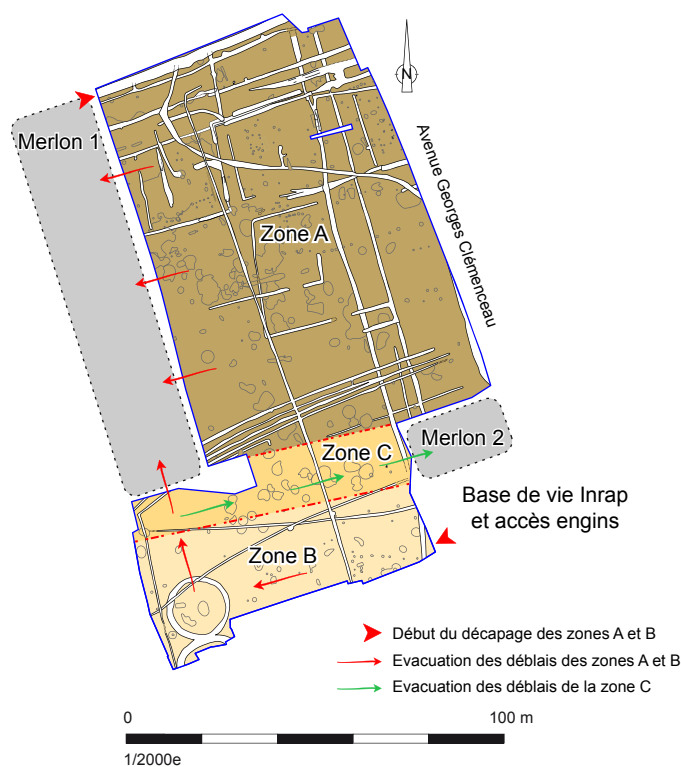 N
Merlon 1
Avenue Georges Clémenceau
Zone A
Zone C
Merlon 2
Base de vie Inrap
et accès engins
Zone B
Début du décapage des zones A et B
Evacuation des déblais des zones A et B
Evacuation des déblais de la zone C
0 100 m
1/2000e